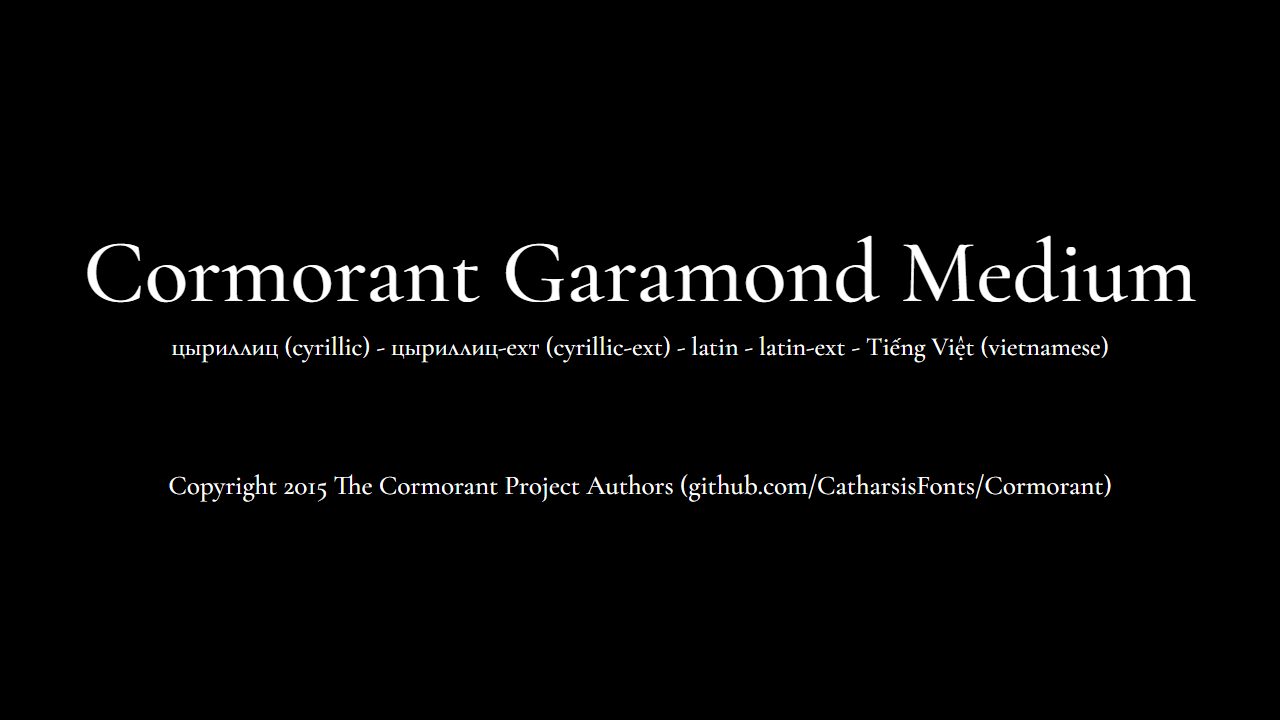 Cormorant Garamond Medium
цыриллиц (cyrillic) - цыриллиц-ехт (cyrillic-ext) - latin - latin-ext - Tiếng Việt (vietnamese)
Copyright 2015 The Cormorant Project Authors (github.com/CatharsisFonts/Cormorant)